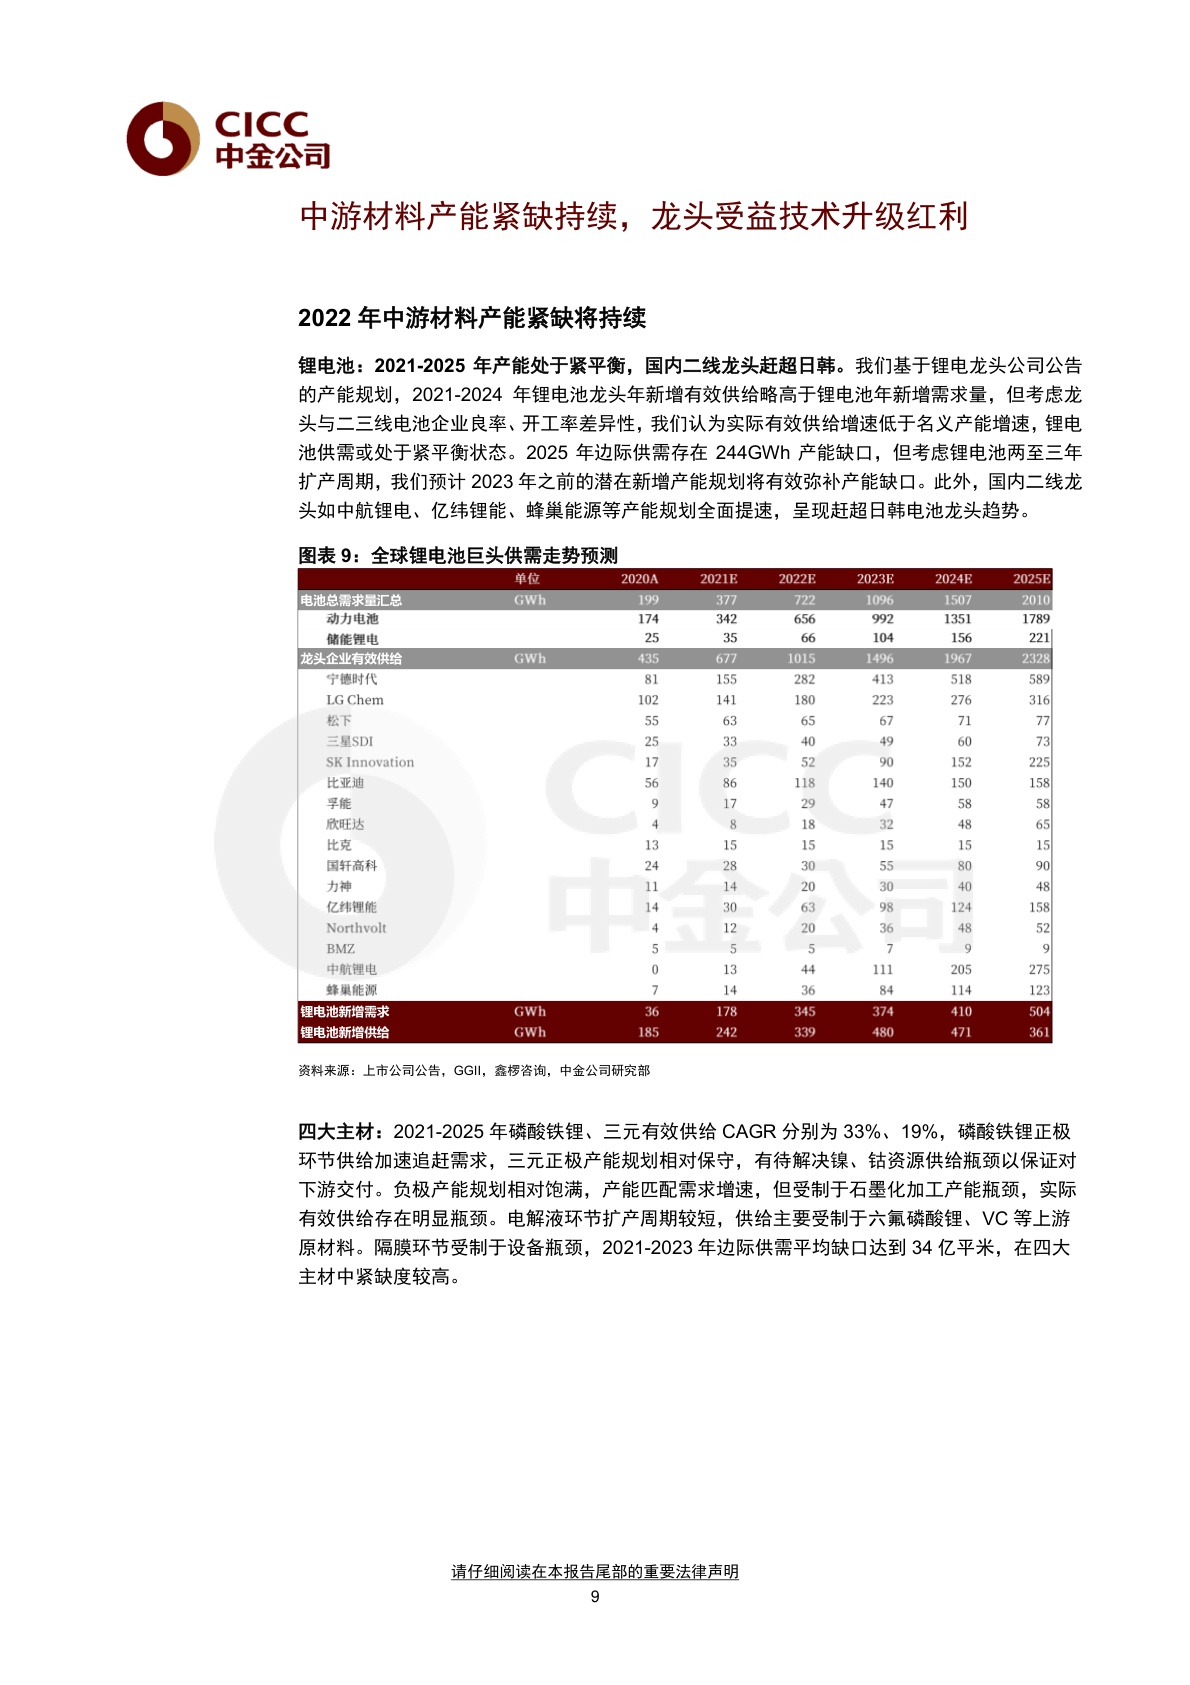 CICC
中金公司
中游材料产能紧缺持续，龙头受益技术升级红利
2022 年中游材料产能紧缺将持续
锂电池：2021-2025 年产能处于紧平衡，国内二线龙头赶超日韩。我们基于锂电龙头公司公告
的产能规划，2021-2024 年锂电池龙头年新增有效供给略高于锂电池年新增需求量，但考虑龙
头与二三线电池企业良率、开工率差异性，我们认为实际有效供给增速低于名义产能增速，锂电
池供需或处于紧平衡状态。2025 年边际供需存在 244GWh 产能缺口，但考虑锂电池两至三年
扩产周期，我们预计 2023 年之前的潜在新增产能规划将有效弥补产能缺口。此外，国内二线龙
头如中航锂电、亿纬锂能、蜂巢能源等产能规划全面提速，呈现赶超日韩电池龙头趋势。
图表 9：全球锂电池巨头供需走势预测
单位 2020A 2021E 2022E 2023E 2024E 2025E
电池总需求量汇总 GWh 199 377 722 1096 1507 2010
动力电池 174 342 656 992 1351 1789
储能锂电 25 35 66 104 156 221
龙头企业有效供给 GWh 435 677 1015 1496 1967 2328
宁德时代 81 155 282 413 518 589
LG Chem 102 141 180 223 276 316
松下 55 63 65 67 71 77
三星SDI 25 33 40 49 60 73
SK Innovation 17 35 52 90 152 225
比亚迪 56 86 118 140 150 158
孚能 9 17 29 47 58 58
欣旺达 4 8 18 32 48 65
比克 13 15 15 15 15 15
国轩高科 24 28 30 55 80 90
力神 11 14 20 30 40 48
亿纬锂能 14 30 63 98 124 158
Northvolt 4 12 20 36 48 52
BMZ 5 5 5 7 9 9
中航锂电 0 13 44 111 205 275
蜂巢能源 7 14 36 84 114 123
锂电池新增需求 GWh 36 178 345 374 410 504
锂电池新增供给 GWh 185 242 339 480 471 361
CICC
中金公司
资料来源：上市公司公告，GGII，鑫椤咨询，中金公司研究部
四大主材：2021-2025 年磷酸铁锂、三元有效供给 CAGR 分别为 33%、19%，磷酸铁锂正极
环节供给加速追赶需求，三元正极产能规划相对保守，有待解决镍、钴资源供给瓶颈以保证对
下游交付。负极产能规划相对饱满，产能匹配需求增速，但受制于石墨化加工产能瓶颈，实际
有效供给存在明显瓶颈。电解液环节扩产周期较短，供给主要受制于六氟磷酸锂、VC 等上游
原材料。隔膜环节受制于设备瓶颈，2021-2023 年边际供需平均缺口达到 34 亿平米，在四大
主材中紧缺度较高。
请仔细阅读在本报告尾部的重要法律声明
9